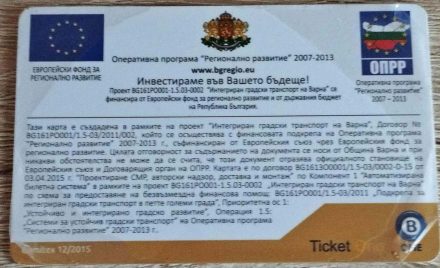 Оперативна програма "Регионално развитие" 2007-2013
www.bgregio.eu
Инвестираме във Вашето бъдеще!
Проект BG161PO001-1.5.03-0002 "Интегриран градски транспорт на Варна" се
финансира от Европейски фонд за регионално развитие и от държавния бюджет
на Република България.
ЕВРОПЕЙСКИ ФОНД ЗА
РЕГИОНАЛНО РАЗВИТИЕ
ОПРР
Оперативна програма
"Регионално развитие"
2007 – 2013
Тази карта е създадена в рамките на проект "Интегриран градски транспорт на Варна", Договор №
BG161PO001/1.5-03/2011/002, който се осъществява с финансовата подкрепа на Оперативна програма
"Регионално развитие" 2007-2013 г., съфинансиран от Европейския съюз чрез Европейския фонд за
регионално развитие. Цялата отговорност за съдържанието на документа се носи от Община Варна и при
никакви обстоятелства не може да се счита, че този документ отразява официалното становище на
Европейския съюз и Договарящия орган на ОПРР. Картата е по договор BG161PO001/1.5-03/0002-D-15 от
03.04.2015 г. "Проектиране СМР, авторски надзор, доставка и монтаж" по Компонент 1 "Автоматизирана
билетна система" в рамките на проект BG161PO001-1.5-03-0002 „Интегриран градски транспорт на Варна" по
схема за предоставяне на безвъзмездна финансова помощ: BG161PO001/1.5-03/2011 „Подкрепа за
интегриран градски транспорт в петте големи града", Приоритетна ос 1:
"Устойчиво и интегрирано градско развитие", Операция 1.5:
"Системи за устойчив градски транспорт" на Оперативна програма
"Регионално развитие" 2007-2013 г.
12/2015
Ticket
B